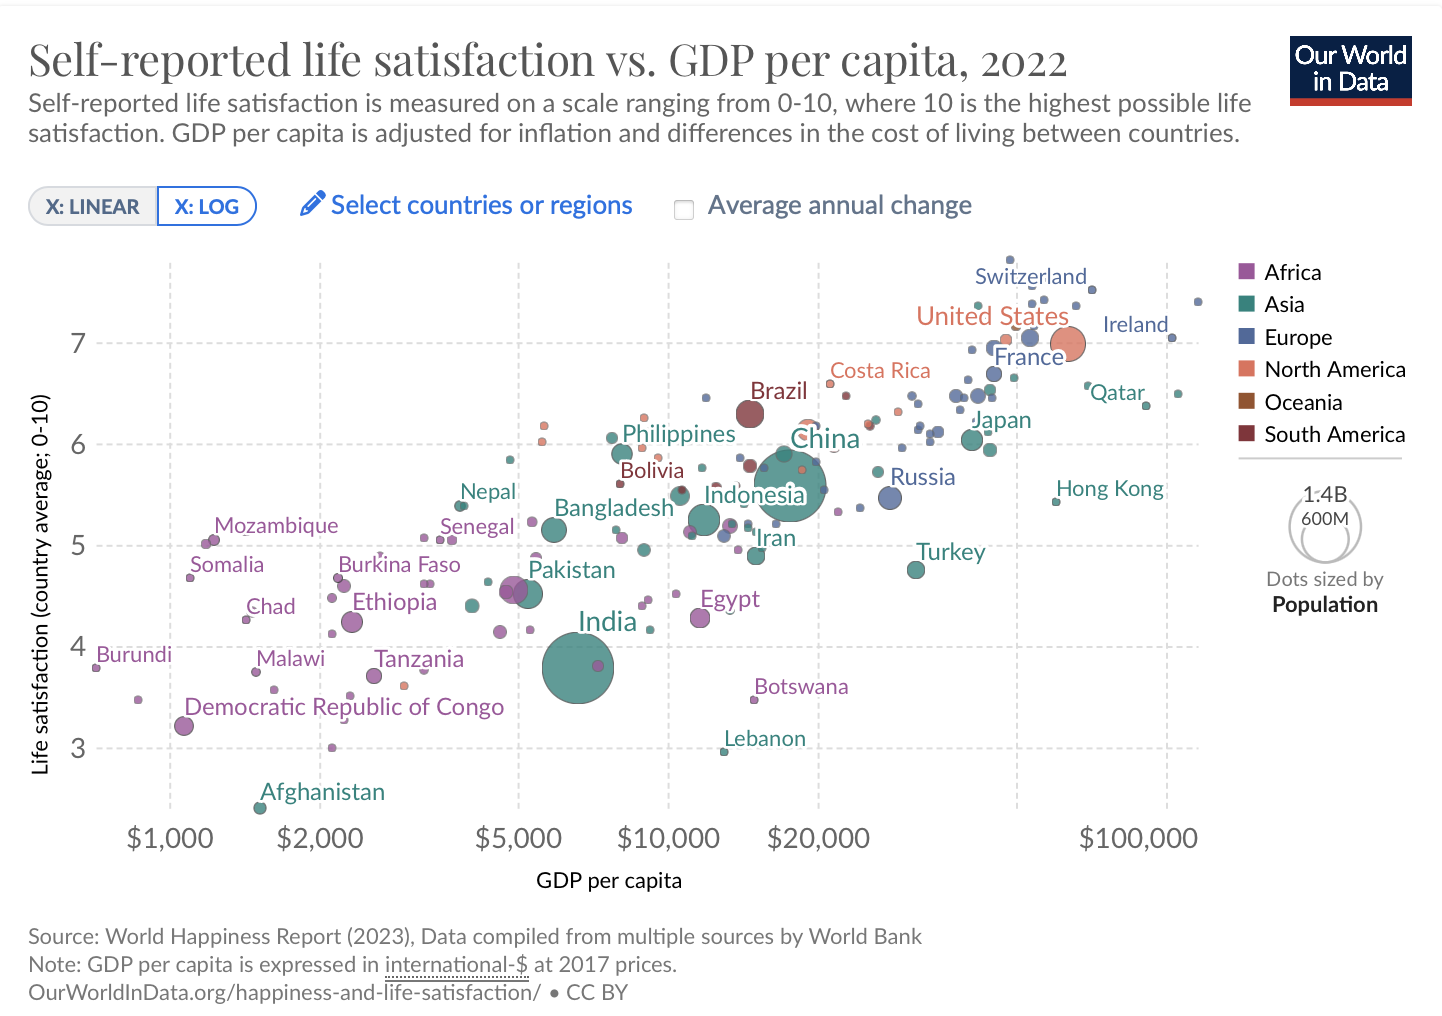 Self-reported life satisfaction vs. GDP per capita, 2022
Our World
in Data
Self-reported life satisfaction is measured on a scale ranging from 0-10, where 10 is the highest possible life
satisfaction. GDP per capita is adjusted for inflation and differences in the cost of living between countries.
X: LINEAR
X: LOG
Select countries or regions
Average annual change
Switzerland
United States
Ireland
France
Costa Rica
Qatar
Brazil
Japan
Philippines
China
Bolivia
Russia
Hong Kong
Nepal
Indonesia
Bangladesh
Mozambique
Senegal
Iran
Turkey
Somalia
Burkina Faso
Pakistan
Chad
Ethiopia
Egypt
India
Burundi
Malawi
Tanzania
Botswana
Democratic Republic of Congo
Lebanon
Afghanistan
7
6
5
4
3
Life satisfaction (country average; 0-10)
$1,000
$2,000
$5,000
$10,000
$20,000
$100,000
GDP per capita
Africa
Asia
Europe
North America
Oceania
South America
1.4B
600M
Dots sized by
Population
Source: World Happiness Report (2023), Data compiled from multiple sources by World Bank
Note: GDP per capita is expressed in international-$ at 2017 prices.
OurWorldInData.org/happiness-and-life-satisfaction/ • CC BY